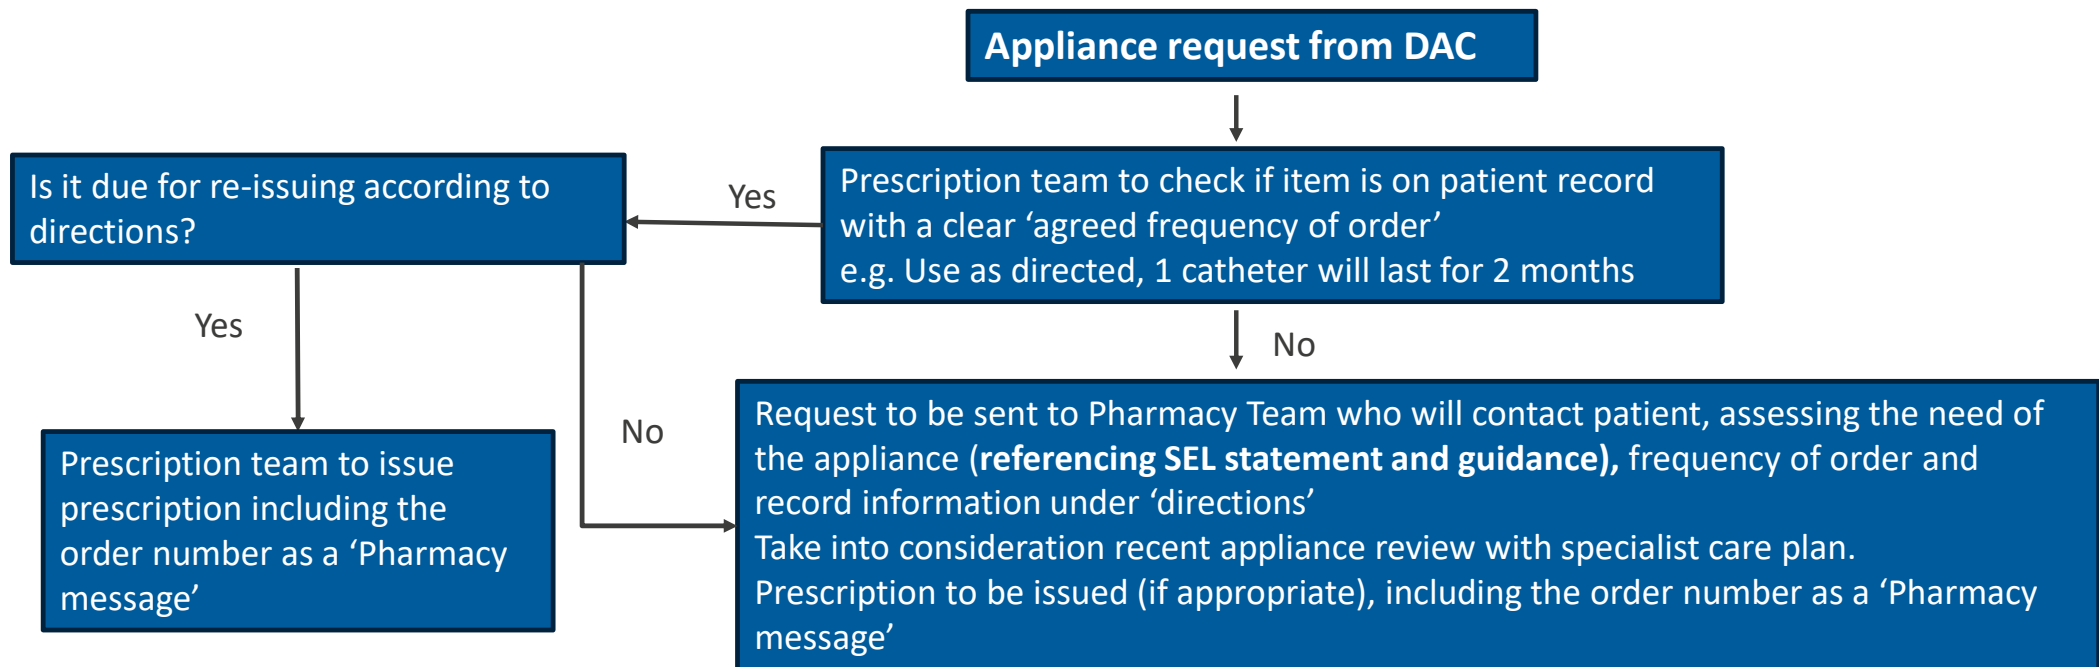 Appliance request from DAC
Prescription team to check if item is on patient record
with a clear ‘agreed frequency of order’
e.g. Use as directed, 1 catheter will last for 2 months
Yes
Is it due for re-issuing according to
directions?
Yes
No
No
Prescription team to issue
prescription including the
order number as a ‘Pharmacy
message’
Request to be sent to Pharmacy Team who will contact patient, assessing the need of
the appliance (referencing SEL statement and guidance), frequency of order and
record information under ‘directions’
Take into consideration recent appliance review with specialist care plan.
Prescription to be issued (if appropriate), including the order number as a ‘Pharmacy
message’